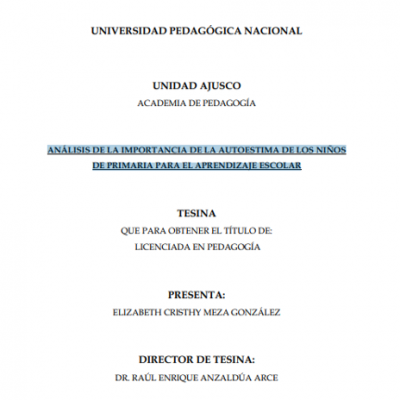 UNIVERSIDAD PEDAGÓGICA NACIONAL
UNIDAD AJUSCO
ACADEMIA DE PEDAGOGÍA
ANÁLISIS DE LA IMPORTANCIA DE LA AUTOESTIMA DE LOS NIÑOS
DE PRIMARIA PARA EL APRENDIZAJE ESCOLAR
TESINA
QUE PARA OBTENER EL TÍTULO DE:
LICENCIADA EN PEDAGOGÍA
PRESENTA:
ELIZABETH CRISTHY MEZA GONZÁLEZ
DIRECTOR DE TESINA:
DR. RAÚL ENRIQUE ANZALDÚA ARCE